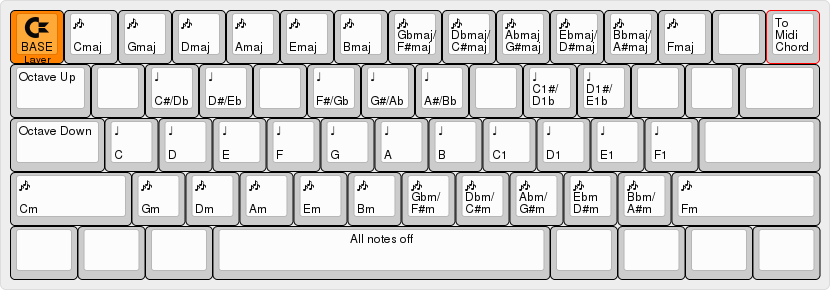 BASE
Layer
Cmaj
Gmaj
Dmaj
Amaj
Emaj
Bmaj
Gbmaj/
F#maj
Dbmaj/
C#maj
Abmaj
G#maj
Ebmaj/
D#maj
Bbmaj/
A#maj
Fmaj
To
Midi
Chord
Octave Up
C#/Db
D#/Eb
F#/Gb
G#/Ab
A#/Bb
C1#/
D1b
D1#/
E1b
Octave Down
C
D
E
F
G
A
B
C1
D1
E1
F1
Cm
Gm
Dm
Am
Em
Bm
Gbm/
F#m
Dbm/
C#m
Abm/
G#m
Ebm
D#m
Bbm/
A#m
Fm
All notes off